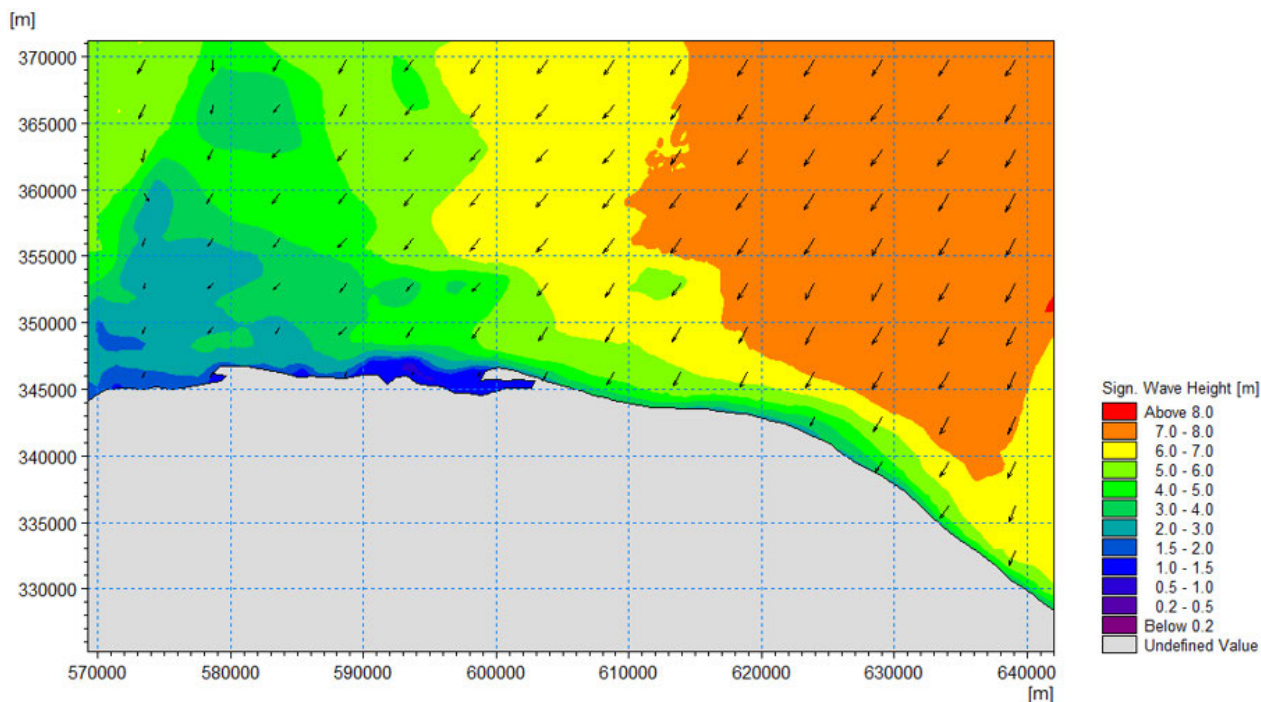 [m]
370000
365000
360000
355000
350000
345000
340000
335000
330000
570000 580000 590000 600000 610000 620000 630000 640000
[m]
Sign. Wave Height [m]
Above 8.0
7.0 - 8.0
6.0 - 7.0
5.0 - 6.0
4.0 - 5.0
3.0 - 4.0
2.0 - 3.0
1.5 - 2.0
1.0 - 1.5
0.5 - 1.0
0.2 - 0.5
Below 0.2
Undefined Value